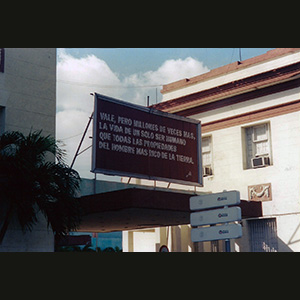 VALE, PERO MILLONES DE VECES MAS,
LA VIDA DE UN SOLO SER HUMANO
QUE TODAS LAS PROPIEDADES
DEL HOMBRE MAS RICO DE LA TIERRA.